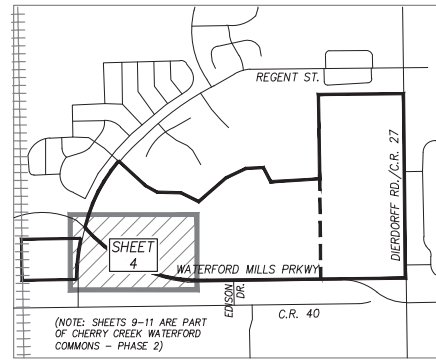 REGENT ST.
DIERDORFF RD./C.R. 27
SHEET
4
WATERFORD MILLS PRKWY
EDISON
DR.
C.R. 40
(NOTE: SHEETS 9-11 ARE PART
OF CHERRY CREEK WATERFORD
COMMONS - PHASE 2)